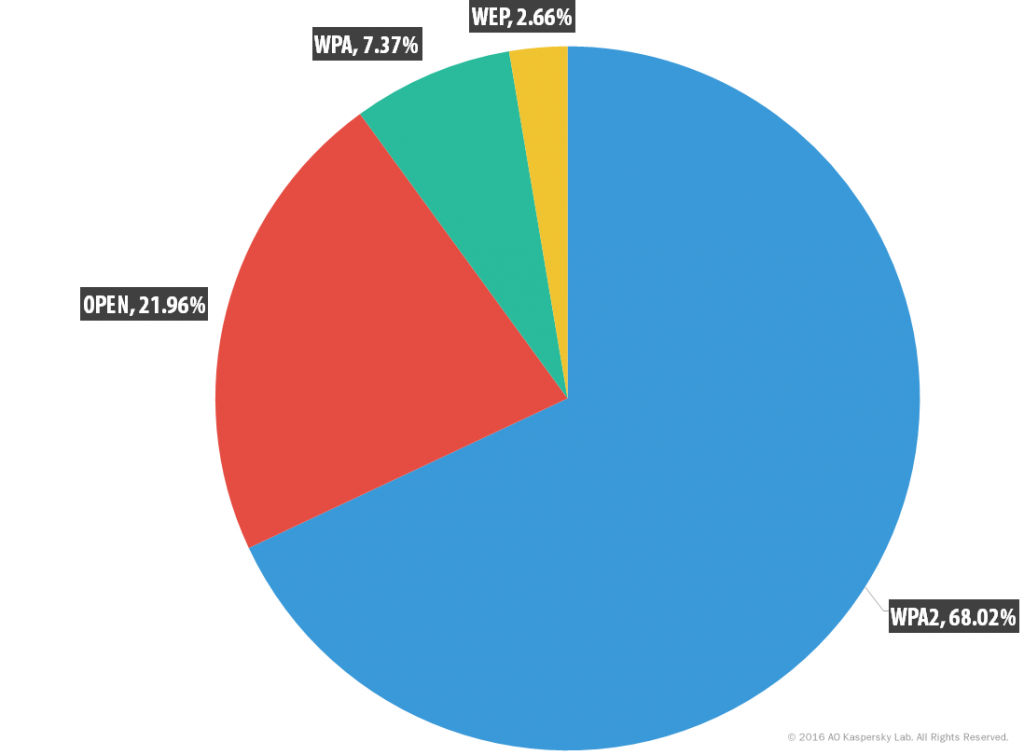 WEP, 2.66%
WPA, 7.37%
OPEN, 21.96%
WPA2, 68.02%
© 2016 AO Kaspersky Lab. All Rights Reserved.